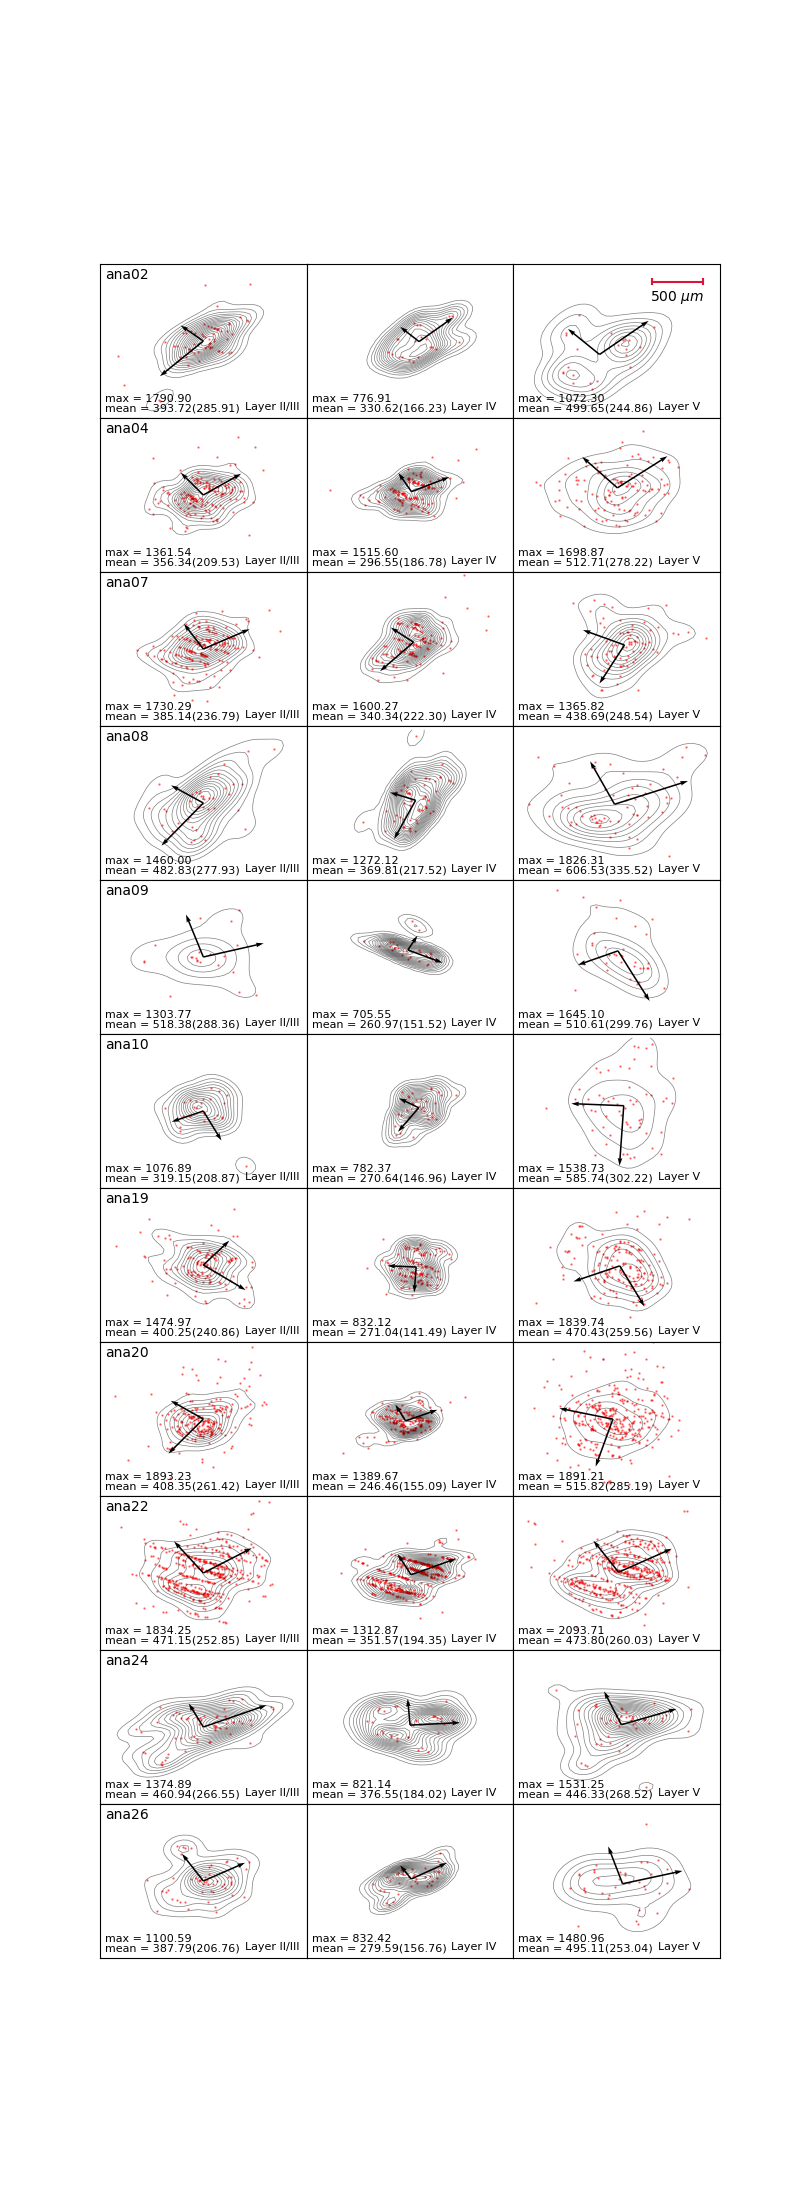 ana02
500 μm
max = 1790.90
mean = 393.72(285.91) Layer II/III
max = 776.91
mean = 330.62(166.23) Layer IV
max = 1072.30
mean = 499.65(244.86) Layer V
ana04
max = 1361.54
mean = 356.34(209.53) Layer II/III
max = 1515.60
mean = 296.55(186.78) Layer IV
max = 1698.87
mean = 512.71(278.22) Layer V
ana07
max = 1730.29
mean = 385.14(236.79) Layer II/III
max = 1600.27
mean = 340.34(222.30) Layer IV
max = 1365.82
mean = 438.69(248.54) Layer V
ana08
max = 1460.00
mean = 482.83(277.93) Layer II/III
max = 1272.12
mean = 369.81(217.52) Layer IV
max = 1826.31
mean = 606.53(335.52) Layer V
ana09
max = 1303.77
mean = 518.38(288.36) Layer II/III
max = 705.55
mean = 260.97(151.52) Layer IV
max = 1645.10
mean = 510.61(299.76) Layer V
ana10
max = 1076.89
mean = 319.15(208.87) Layer II/III
max = 782.37
mean = 270.64(146.96) Layer IV
max = 1538.73
mean = 585.74(302.22) Layer V
ana19
max = 1474.97
mean = 400.25(240.86) Layer II/III
max = 832.12
mean = 271.04(141.49) Layer IV
max = 1839.74
mean = 470.43(259.56) Layer V
ana20
max = 1893.23
mean = 408.35(261.42) Layer II/III
max = 1389.67
mean = 246.46(155.09) Layer IV
max = 1891.21
mean = 515.82(285.19) Layer V
ana22
max = 1834.25
mean = 471.15(252.85) Layer II/III
max = 1312.87
mean = 351.57(194.35) Layer IV
max = 2093.71
mean = 473.80(260.03) Layer V
ana24
max = 1374.89
mean = 460.94(266.55) Layer II/III
max = 821.14
mean = 376.55(184.02) Layer IV
max = 1531.25
mean = 446.33(268.52) Layer V
ana26
max = 1100.59
mean = 387.79(206.76) Layer II/III
max = 832.42
mean = 279.59(156.76) Layer IV
max = 1480.96
mean = 495.11(253.04) Layer V